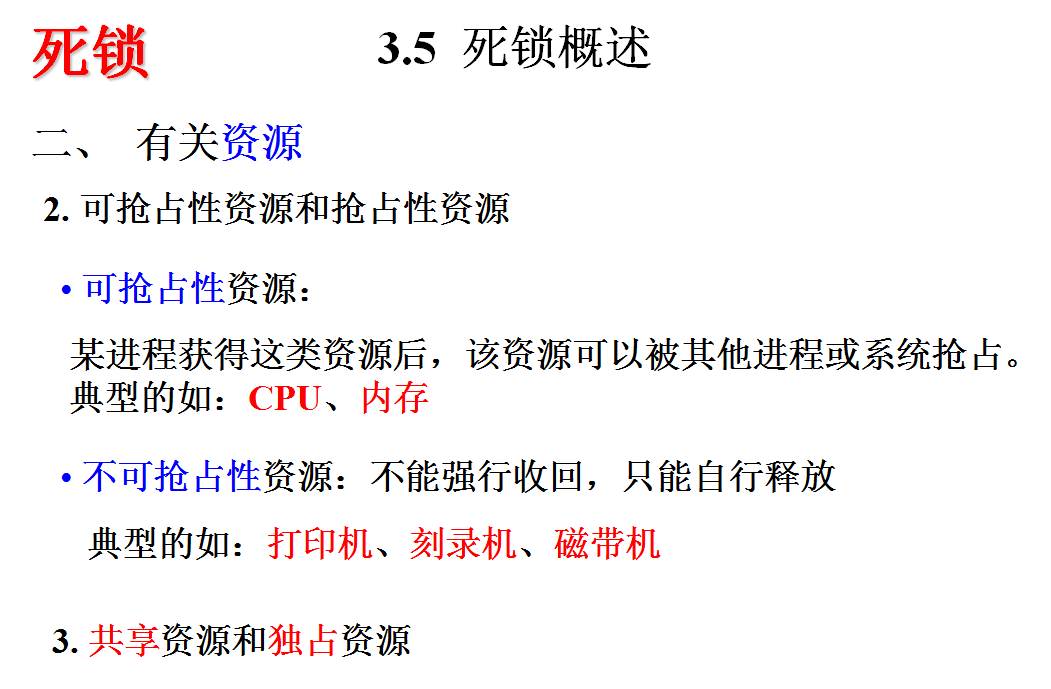 死锁
3.5 死锁概述
二、 有关资源
2. 可抢占性资源和抢占性资源
• 可抢占性资源：
某进程获得这类资源后，该资源可以被其他进程或系统抢占。
典型的如：CPU、内存
• 不可抢占性资源：不能强行收回，只能自行释放
典型的如：打印机、刻录机、磁带机
3. 共享资源和独占资源